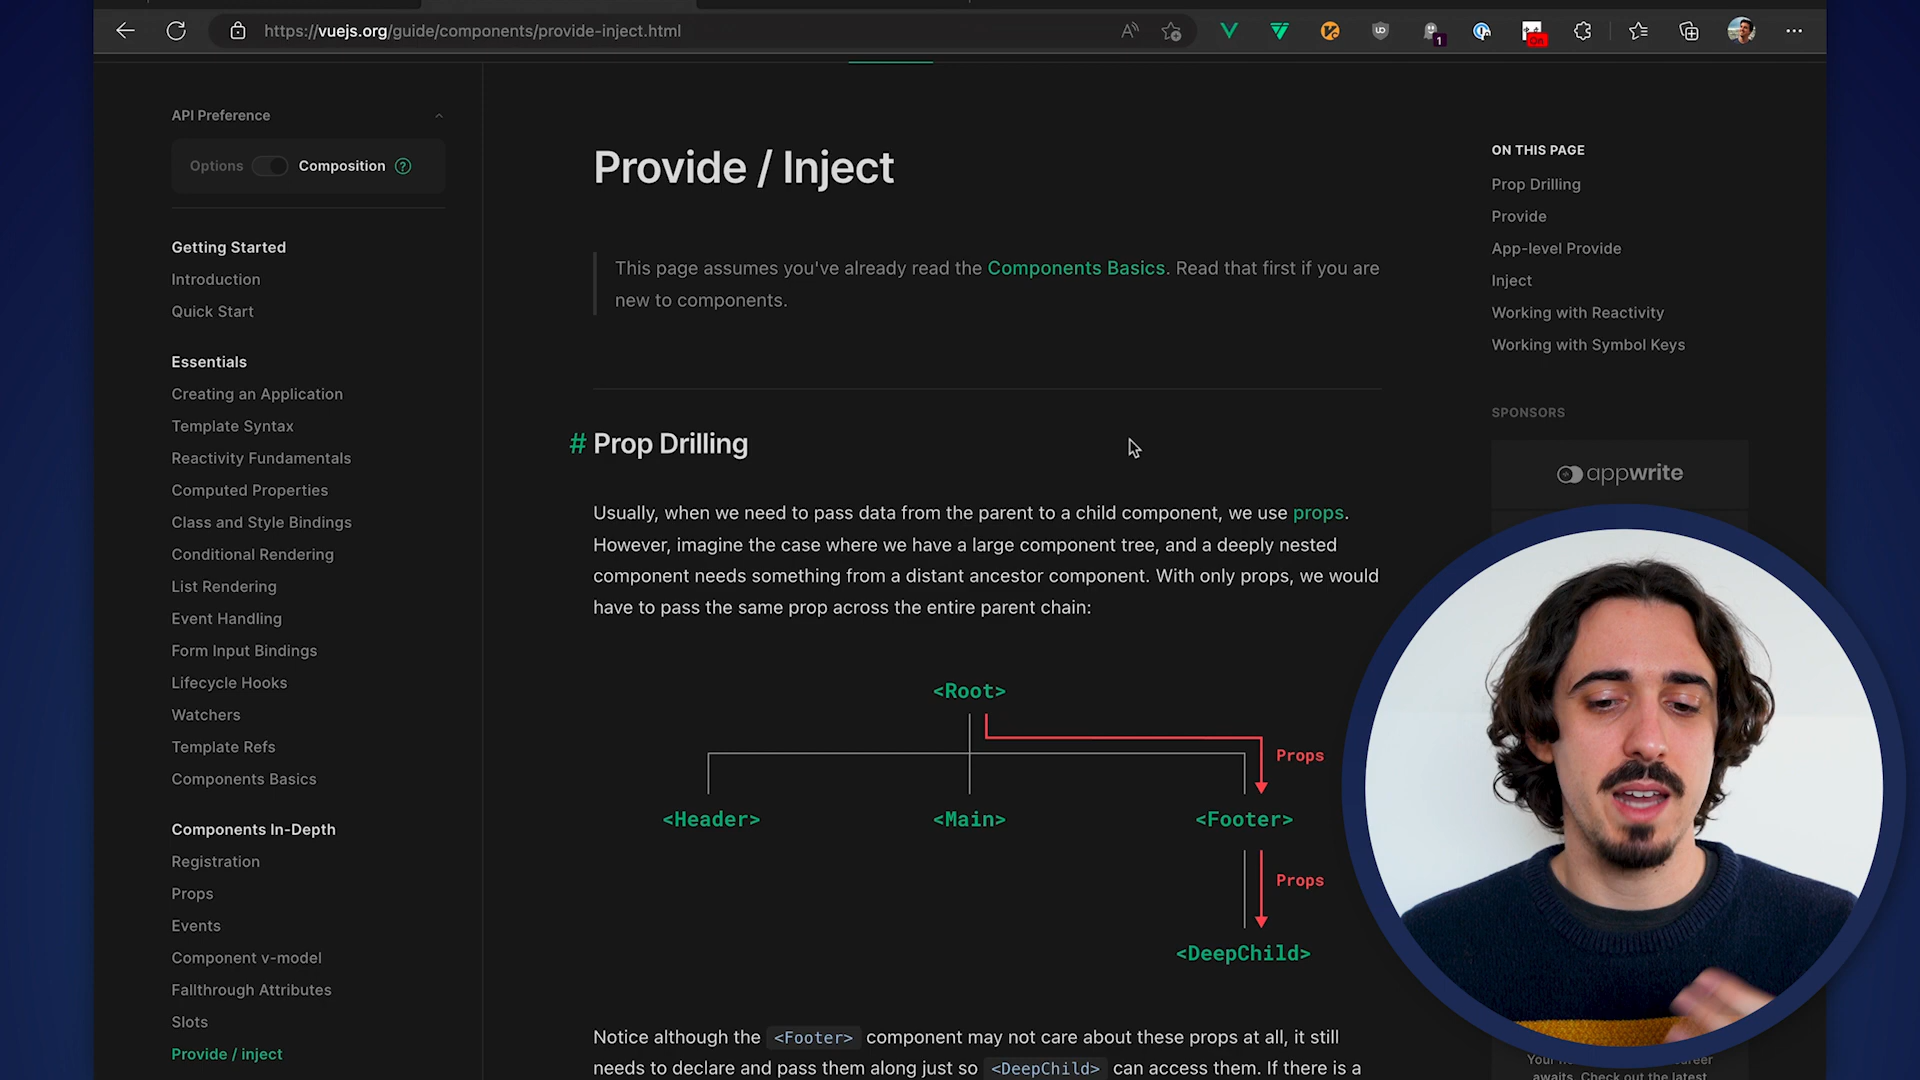 https://vuejs.org/guide/components/provide-inject.html
1
On
API Preference
Options
Composition
?
Getting Started
Introduction
Quick Start
Essentials
Creating an Application
Template Syntax
Reactivity Fundamentals
Computed Properties
Class and Style Bindings
Conditional Rendering
List Rendering
Event Handling
Form Input Bindings
Lifecycle Hooks
Watchers
Template Refs
Components Basics
Components In-Depth
Registration
Props
Events
Component v-model
Fallthrough Attributes
Slots
Provide / inject
Provide / Inject
This page assumes you've already read the Components Basics. Read that first if you are
new to components.
# Prop Drilling
Usually, when we need to pass data from the parent to a child component, we use props.
However, imagine the case where we have a large component tree, and a deeply nested
component needs something from a distant ancestor component. With only props, we would
have to pass the same prop across the entire parent chain:
<Root>
Props
<Header>
<Main>
<Footer>
Props
<DeepChild>
Notice although the <Footer> component may not care about these props at all, it still
needs to declare and pass them along just so <DeepChild> can access them. If there is a
ON THIS PAGE
Prop Drilling
Provide
App-level Provide
Inject
Working with Reactivity
Working with Symbol Keys
SPONSORS
appwrite
awaits. Check out the latest